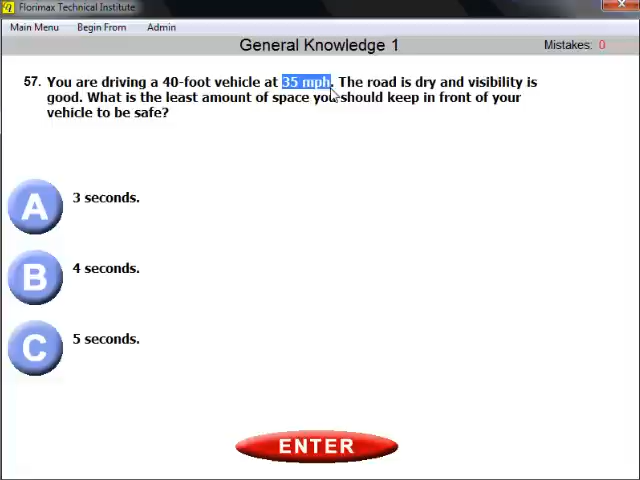 Florimax Technical Institute
Main Menu Begin From Admin
General Knowledge 1 Mistakes: 0
57. You are driving a 40-foot vehicle at 35 mph. The road is dry and visibility is
good. What is the least amount of space you should keep in front of your
vehicle to be safe?
A 3 seconds.
B 4 seconds.
C 5 seconds.
ENTER